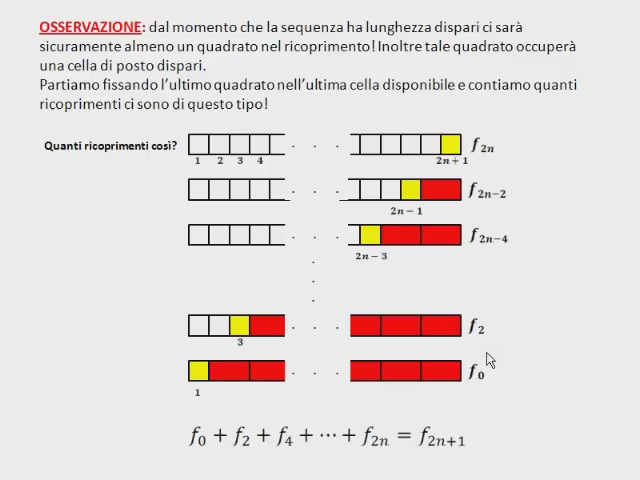 OSSERVAZIONE: dal momento che la sequenza ha lunghezza dispari ci sarà
sicuramente almeno un quadrato nel ricoprimento! Inoltre tale quadrato occuperà
una cella di posto dispari.
Partiamo fissando l'ultimo quadrato nell'ultima cella disponibile e contiamo quanti
ricoprimenti ci sono di questo tipo!
Quanti ricoprimenti così? · · · f₂ₙ
1 2 3 4 2n + 1
· · · f₂ₙ₋₂
2n − 1
· · · f₂ₙ₋₄
2n − 3
·
·
·
· · · f₂
3
· · · f₀
1
f₀ + f₂ + f₄ + ⋯ + f₂ₙ = f₂ₙ₊₁